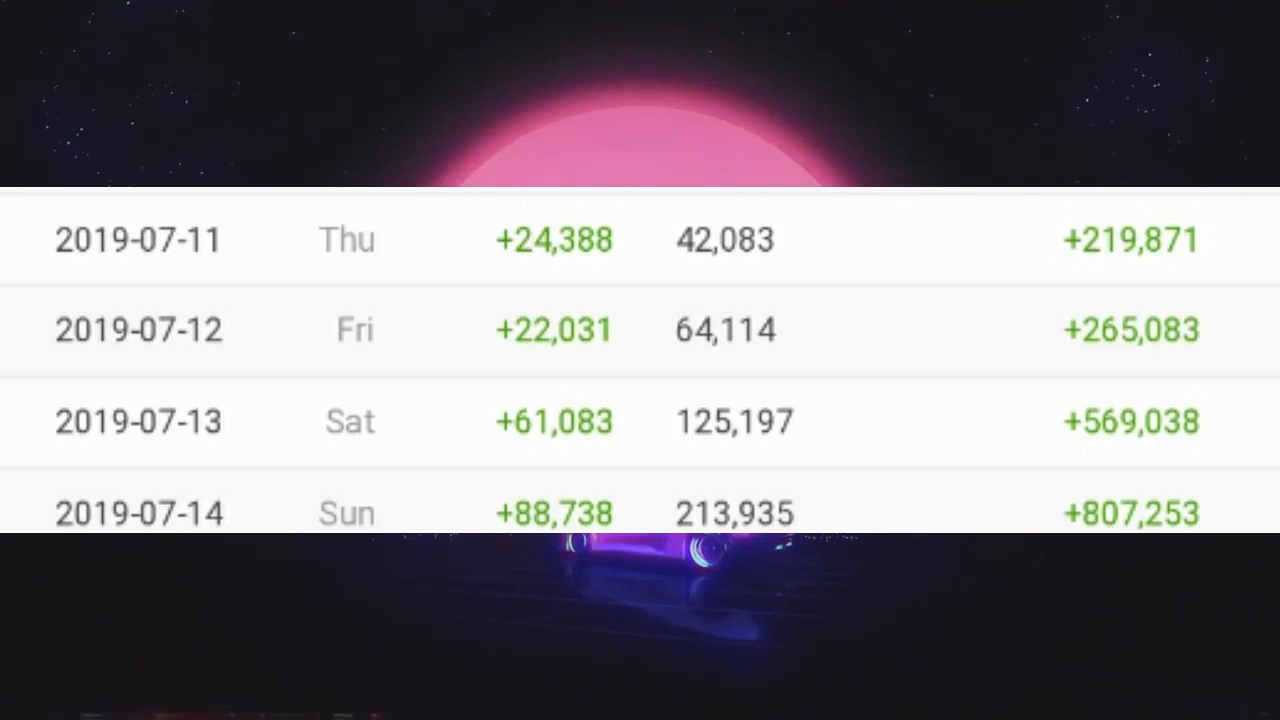 2019-07-11 Thu +24,388 42,083 +219,871
2019-07-12 Fri +22,031 64,114 +265,083
2019-07-13 Sat +61,083 125,197 +569,038
2019-07-14 Sun +88,738 213,935 +807,253